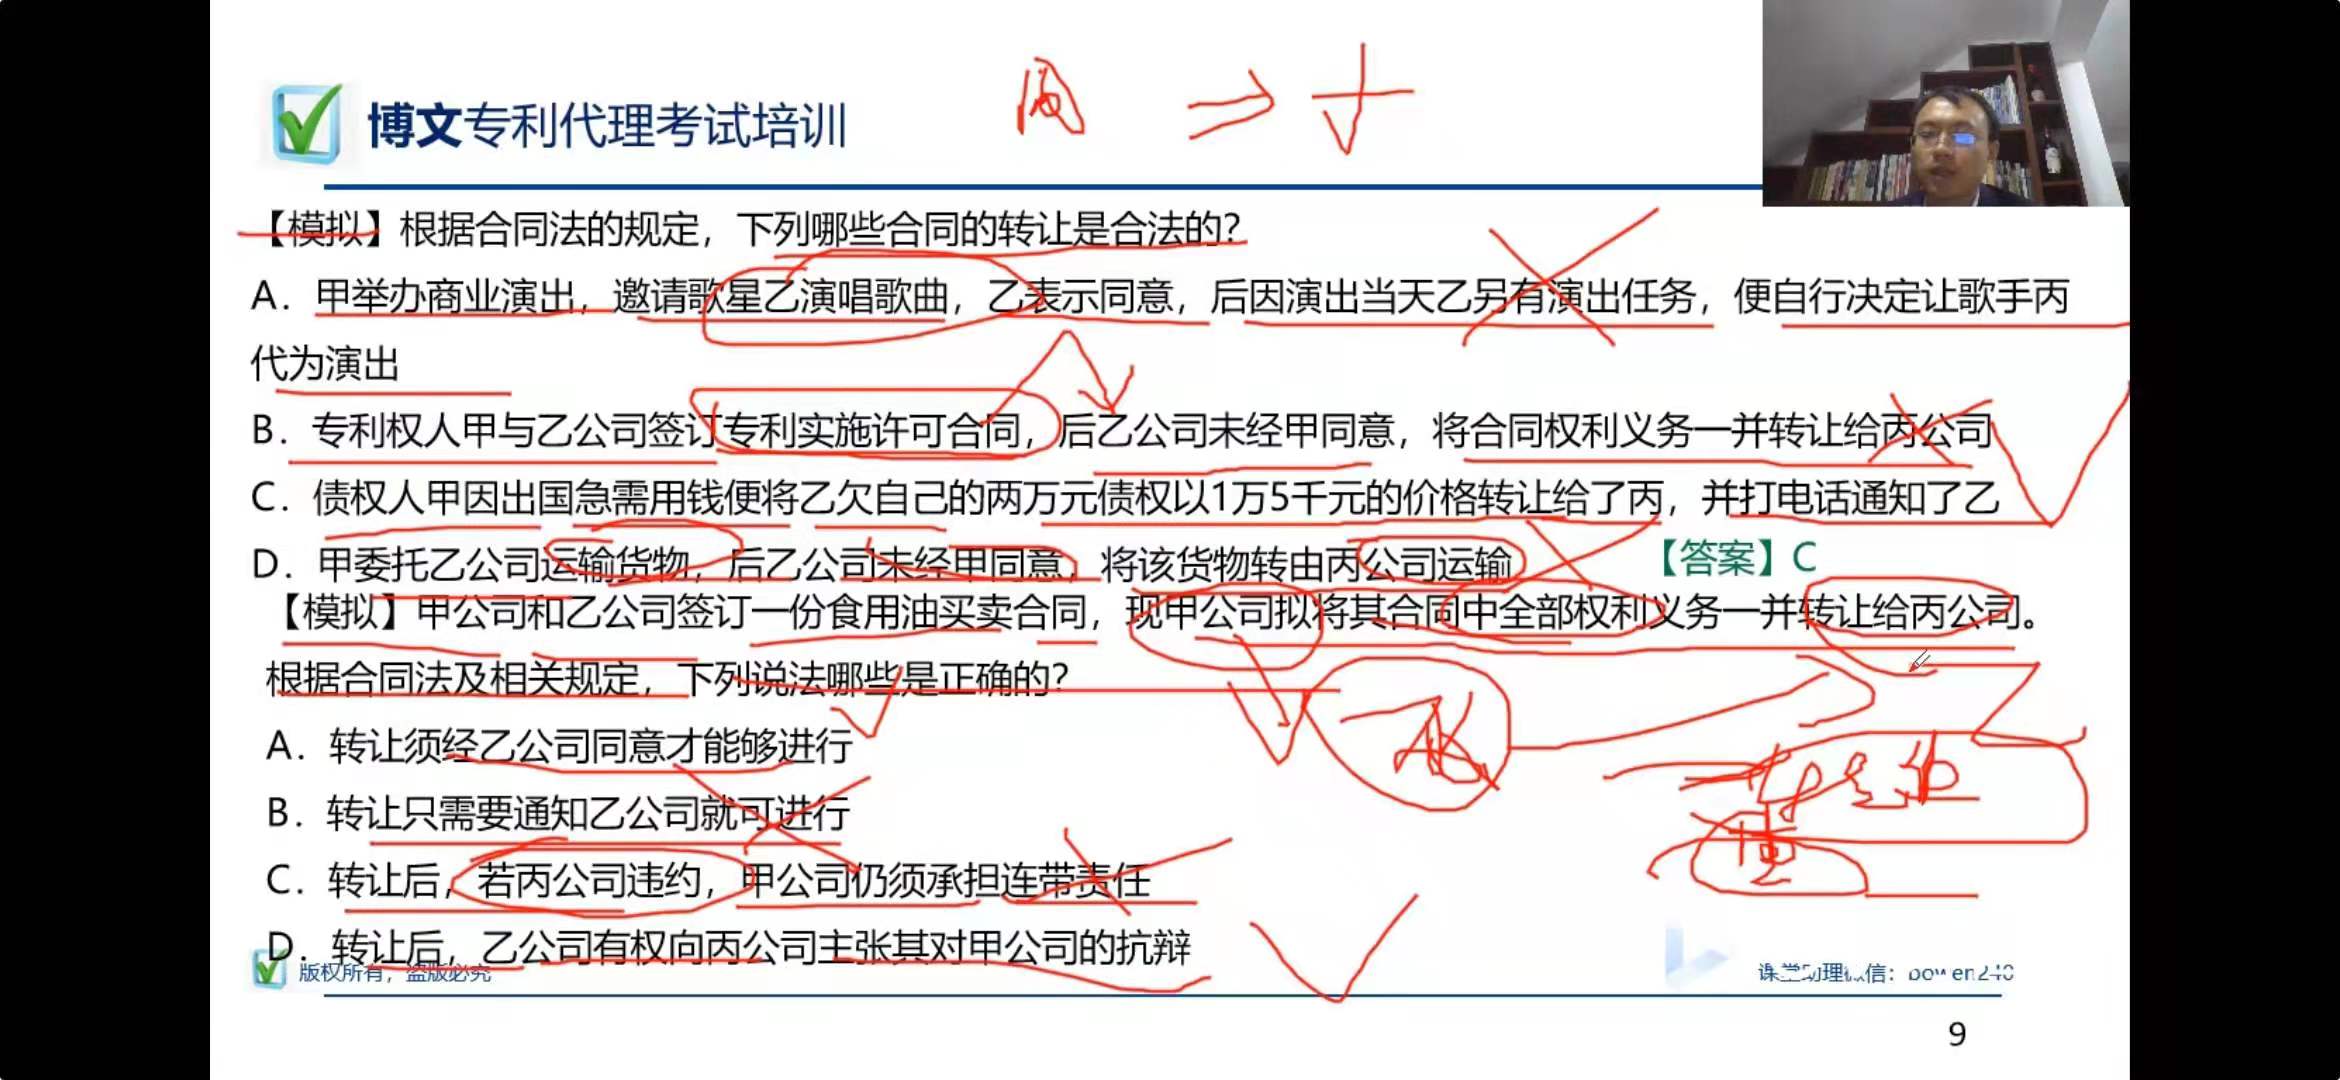 博文专利代理考试培训
【模拟】根据合同法的规定，下列哪些合同的转让是合法的？
A．甲举办商业演出，邀请歌星乙演唱歌曲，乙表示同意，后因演出当天乙另有演出任务，便自行决定让歌手丙
代为演出
B．专利权人甲与乙公司签订专利实施许可合同，后乙公司未经甲同意，将合同权利义务一并转让给丙公司
C．债权人甲因出国急需用钱便将乙欠自己的两万元债权以1万5千元的价格转让给了丙，并打电话通知了乙
D．甲委托乙公司运输货物，后乙公司未经甲同意，将该货物转由丙公司运输 【答案】C
【模拟】甲公司和乙公司签订一份食用油买卖合同，现甲公司拟将其合同中全部权利义务一并转让给丙公司。
根据合同法及相关规定，下列说法哪些是正确的？
A．转让须经乙公司同意才能够进行
B．转让只需要通知乙公司就可进行
C．转让后，若丙公司违约，甲公司仍须承担连带责任
D．转让后，乙公司有权向丙公司主张其对甲公司的抗辩
版权所有，盗版必究
课堂助理微信：bowen240
9